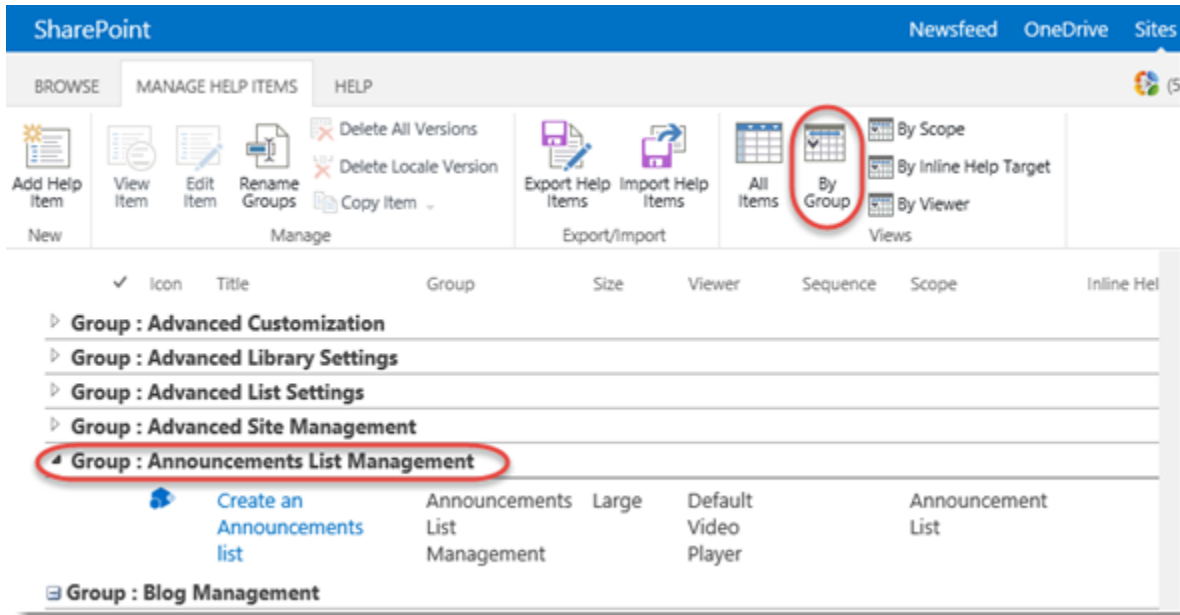 SharePoint Newsfeed OneDrive Sites
BROWSE MANAGE HELP ITEMS HELP (5
Add Help Item
View Item
Edit Item
Rename Groups
Delete All Versions
Delete Locale Version
Copy Item
Export Help Items
Import Help Items
All Items
By Group
By Scope
By Inline Help Target
By Viewer
New Manage Export/Import Views
Icon Title Group Size Viewer Sequence Scope Inline Hel
Group : Advanced Customization
Group : Advanced Library Settings
Group : Advanced List Settings
Group : Advanced Site Management
Group : Announcements List Management
Create an Announcements Large Default Announcement
Announcements List Video List
list Management Player
Group : Blog Management